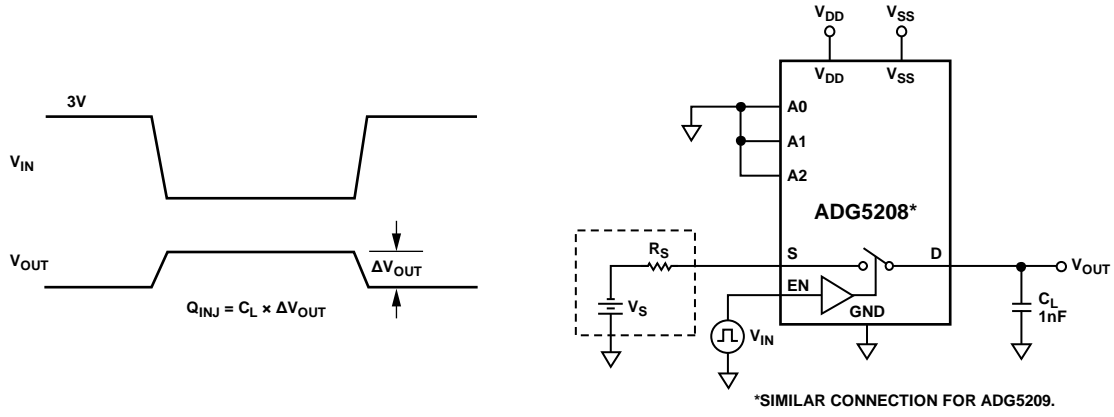 3V
VIN
VOUT
ΔVOUT
QINJ = CL × ΔVOUT
VDD VSS
VDD VSS
A0
A1
A2
ADG5208*
RS
S D
VOUT
EN
VS
GND
CL
1nF
VIN
*SIMILAR CONNECTION FOR ADG5209.